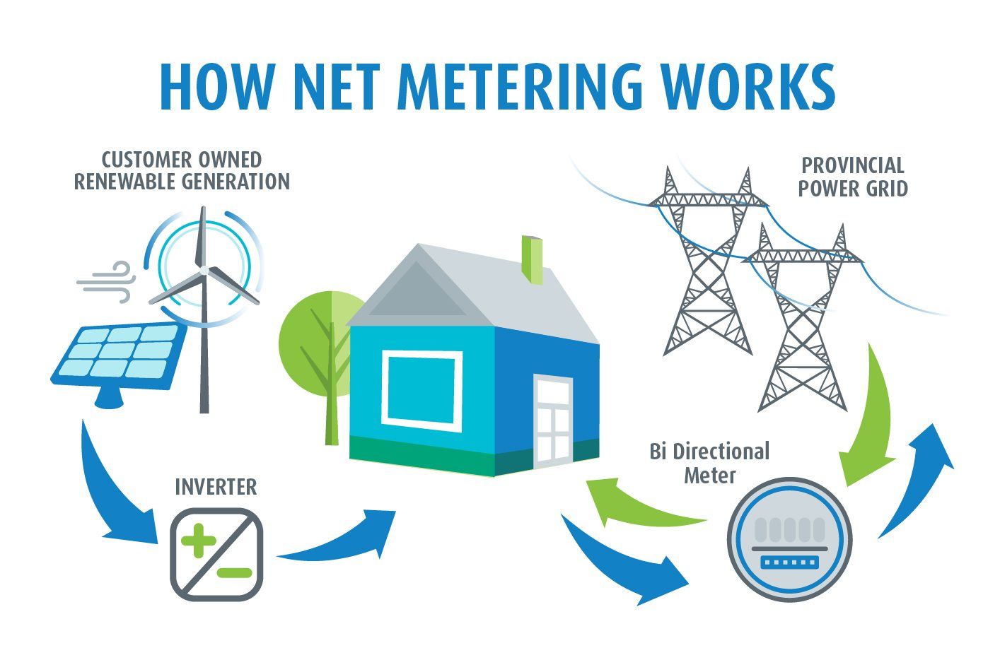 HOW NET METERING WORKS
CUSTOMER OWNED
RENEWABLE GENERATION
PROVINCIAL
POWER GRID
Bi Directional
Meter
INVERTER